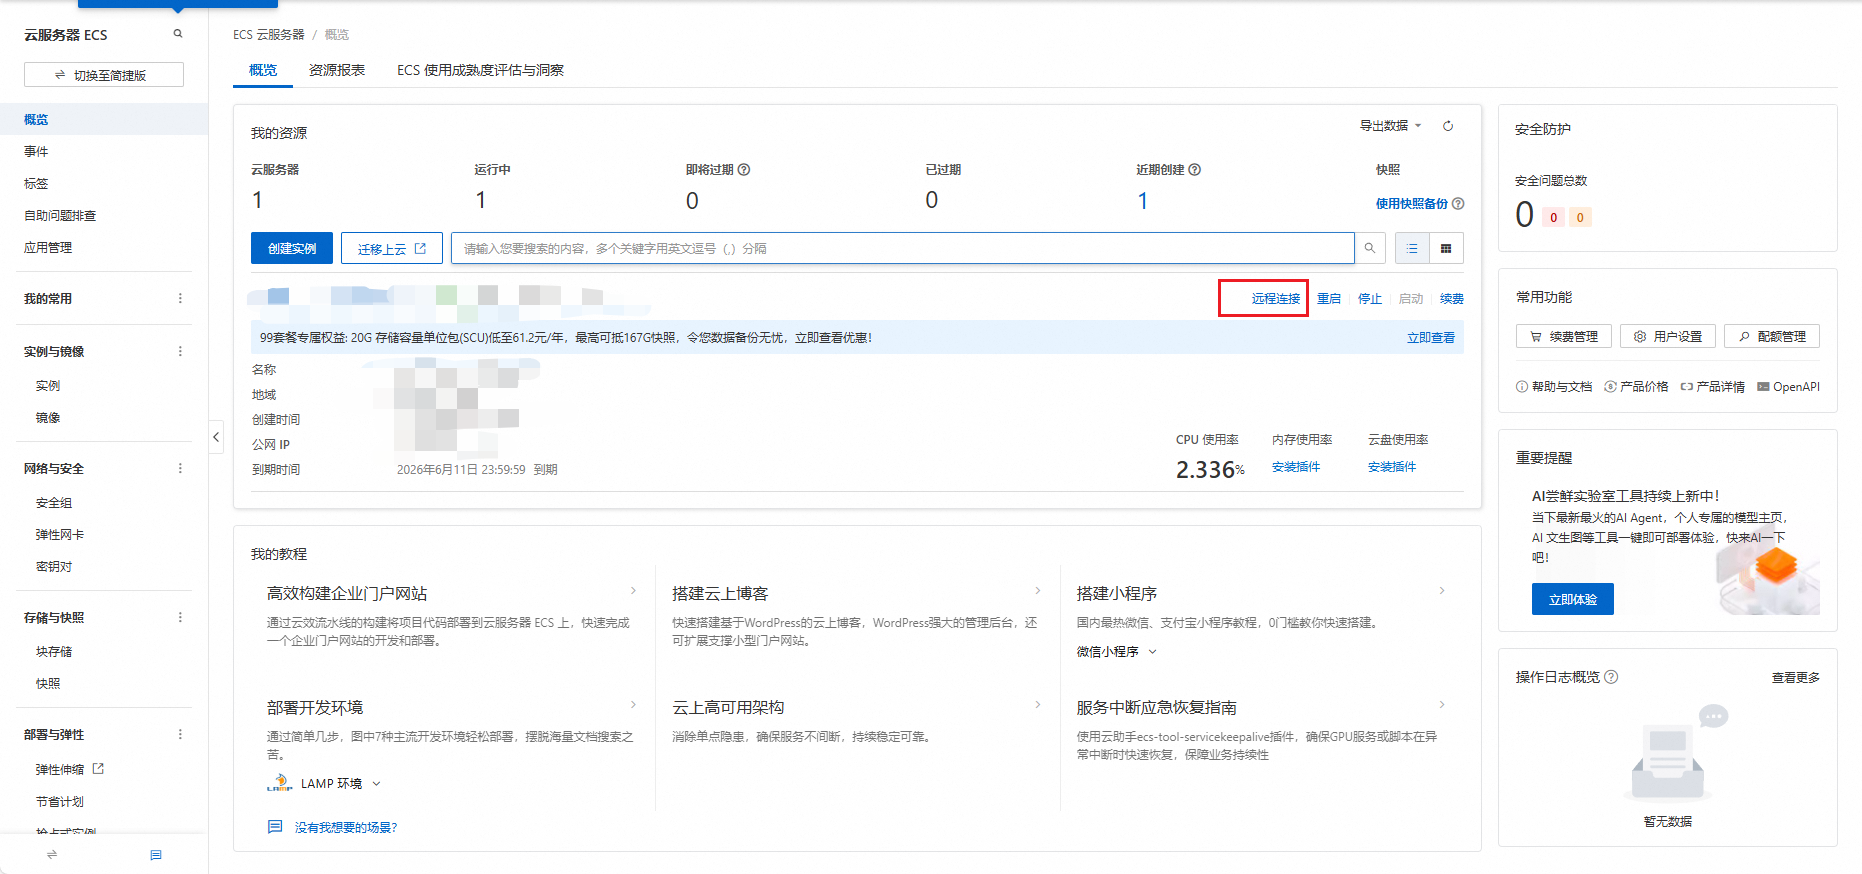 云服务器 ECS
切换至简捷版
概览
事件
标签
自助问题排查
应用管理
我的常用
实例与镜像
实例
镜像
网络与安全
安全组
弹性网卡
密钥对
存储与快照
块存储
快照
部署与弹性
弹性伸缩
节省计划
抢占式实例
ECS 云服务器 / 概览
概览 资源报表 ECS 使用成熟度评估与洞察
我的资源
导出数据
云服务器 运行中 即将过期 已过期 近期创建 快照
1 1 0 0 1 使用快照备份
创建实例 迁移上云 请输入您要搜索的内容，多个关键字用英文逗号（,）分隔
远程连接 重启 停止 启动 续费
99套餐专属权益: 20G 存储容量单位包(SCU)低至61.2元/年，最高可抵167G快照，令您数据备份无忧，立即查看优惠! 立即查看
名称
地域
创建时间
公网 IP
到期时间 2026年6月11日 23:59:59 到期
CPU 使用率 内存使用率 云盘使用率
2.336% 安装插件 安装插件
我的教程
高效构建企业门户网站
通过云效流水线的构建将项目代码部署到云服务器 ECS 上，快速完成
一个企业门户网站的开发和部署。
搭建云上博客
快速搭建基于WordPress的云上博客，WordPress强大的管理后台，还
可扩展支撑小型门户网站。
搭建小程序
国内最热微信、支付宝小程序教程，0门槛教你快速搭建。
微信小程序
部署开发环境
通过简单几步，图中7种主流开发环境轻松部署，摆脱海量文档搜索之
苦。
LAMP LAMP 环境
云上高可用架构
消除单点隐患，确保服务不间断，持续稳定可靠。
服务中断应急恢复指南
使用云助手ecs-tool-servicekeepalive插件，确保GPU服务或脚本在异
常中断时快速恢复，保障业务持续性
没有我想要的场景?
安全防护
安全问题总数
0 0 0
常用功能
续费管理 用户设置 配额管理
帮助与文档 产品价格 产品详情 OpenAPI
重要提醒
AI尝鲜实验室工具持续上新中！
当下最新最火的AI Agent，个人专属的模型主页，
AI 文生图等工具一键即可部署体验，快来AI一下
吧！
立即体验
操作日志概览 查看更多
暂无数据